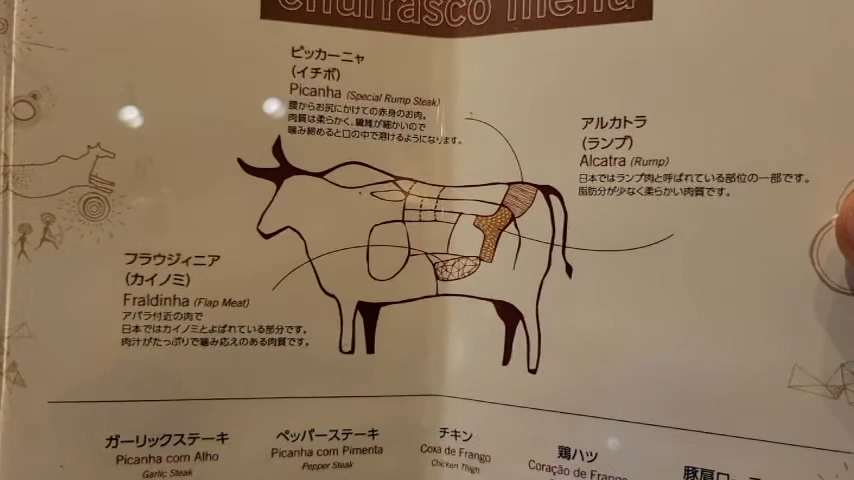 churrasco menu
ピッカーニャ
(イチボ)
Picanha (Special Rump Steak)
腰からお尻にかけての赤身のお肉。
肉質は柔らかく、繊維が細かいので
噛み締めると口の中で溶けるようになります。
アルカトラ
(ランプ)
Alcatra (Rump)
日本ではランプ肉と呼ばれている部位の一部です。
脂肪分が少なく柔らかい肉質です。
フラウジィニア
(カイノミ)
Fraldinha (Flap Meat)
アバラ付近の肉で
日本ではカイノミとよばれている部分です。
肉汁がたっぷりで噛み応えのある肉質です。
ガーリックステーキ
Picanha com Alho
Garlic Steak
ペッパーステーキ
Picanha com Pimenta
Pepper Steak
チキン
Coxa de Frango
Chicken Thigh
鶏ハツ
Coração de Frango
豚肩ロース